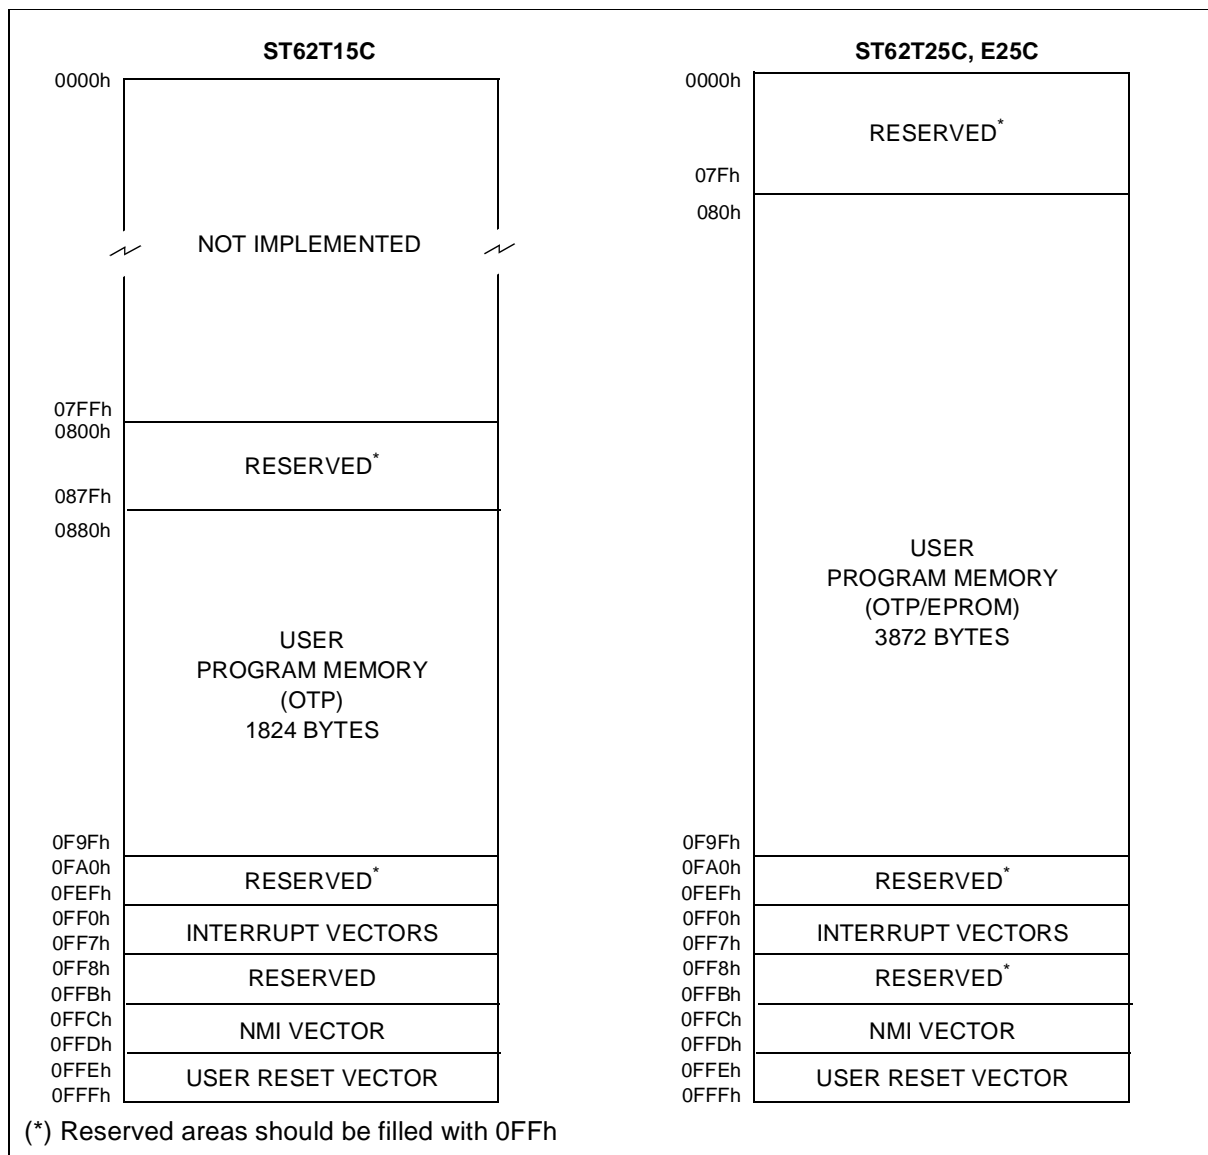 ST62T15C
0000h
NOT IMPLEMENTED
07FFh
0800h
RESERVED*
087Fh
0880h
USER
PROGRAM MEMORY
(OTP)
1824 BYTES
0F9Fh
0FA0h
RESERVED*
0FEFh
0FF0h
INTERRUPT VECTORS
0FF7h
0FF8h
RESERVED
0FFBh
0FFCh
NMI VECTOR
0FFDh
0FFEh
USER RESET VECTOR
0FFFh
ST62T25C, E25C
0000h
RESERVED*
07Fh
080h
USER
PROGRAM MEMORY
(OTP/EPROM)
3872 BYTES
0F9Fh
0FA0h
RESERVED*
0FEFh
0FF0h
INTERRUPT VECTORS
0FF7h
0FF8h
RESERVED*
0FFBh
0FFCh
NMI VECTOR
0FFDh
0FFEh
USER RESET VECTOR
0FFFh
(*) Reserved areas should be filled with 0FFh